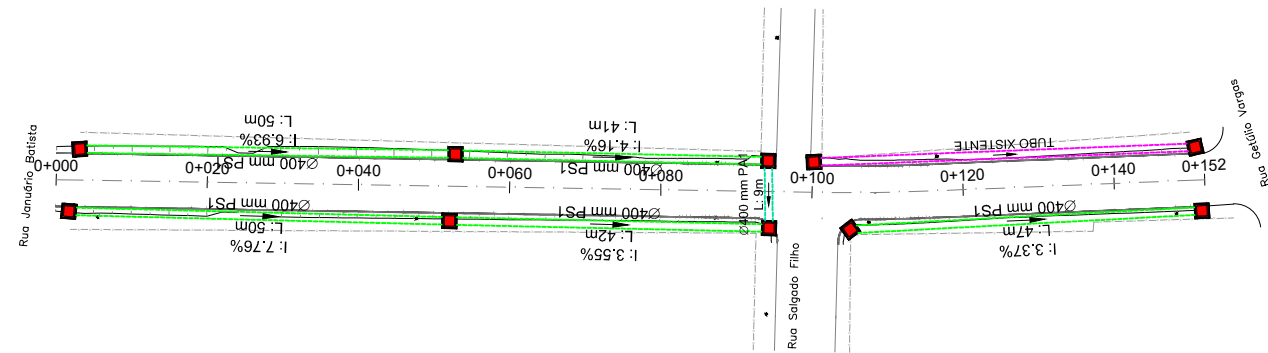 Rua Januário Batista
L: 50m
I: 6.93%
Ø400 mm PS1
L: 41m
I: 4.16%
Ø400 mm PS1
0+000
0+020
0+040
0+060
0+080
0+100
0+120
0+140
0+152
Ø400 mm PS1
L: 50m
I: 7.76%
Ø400 mm PS1
L: 42m
I: 3.55%
Ø400 mm PA1
L: 9m
Rua Salgado Filho
TUBO XISTENTE
Ø400 mm PS1
L: 47m
I: 3.37%
Rua Getúlio Vargas